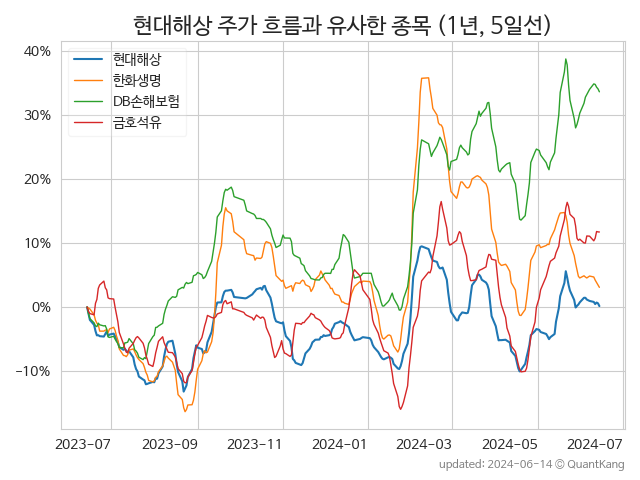 현대해상 주가 흐름과 유사한 종목 (1년, 5일선)
현대해상
한화생명
DB손해보험
금호석유
40%
30%
20%
10%
0%
−10%
2023-07
2023-09
2023-11
2024-01
2024-03
2024-05
2024-07
updated: 2024-06-14 © QuantKang